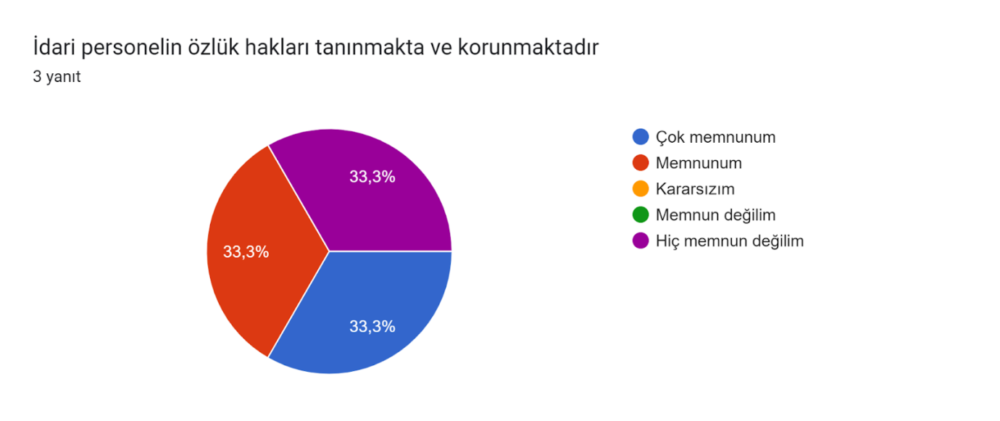 İdari personelin özlük hakları tanınmakta ve korunmaktadır
3 yanıt
33,3%
33,3%
33,3%
Çok memnunum
Memnunum
Kararsızım
Memnun değilim
Hiç memnun değilim